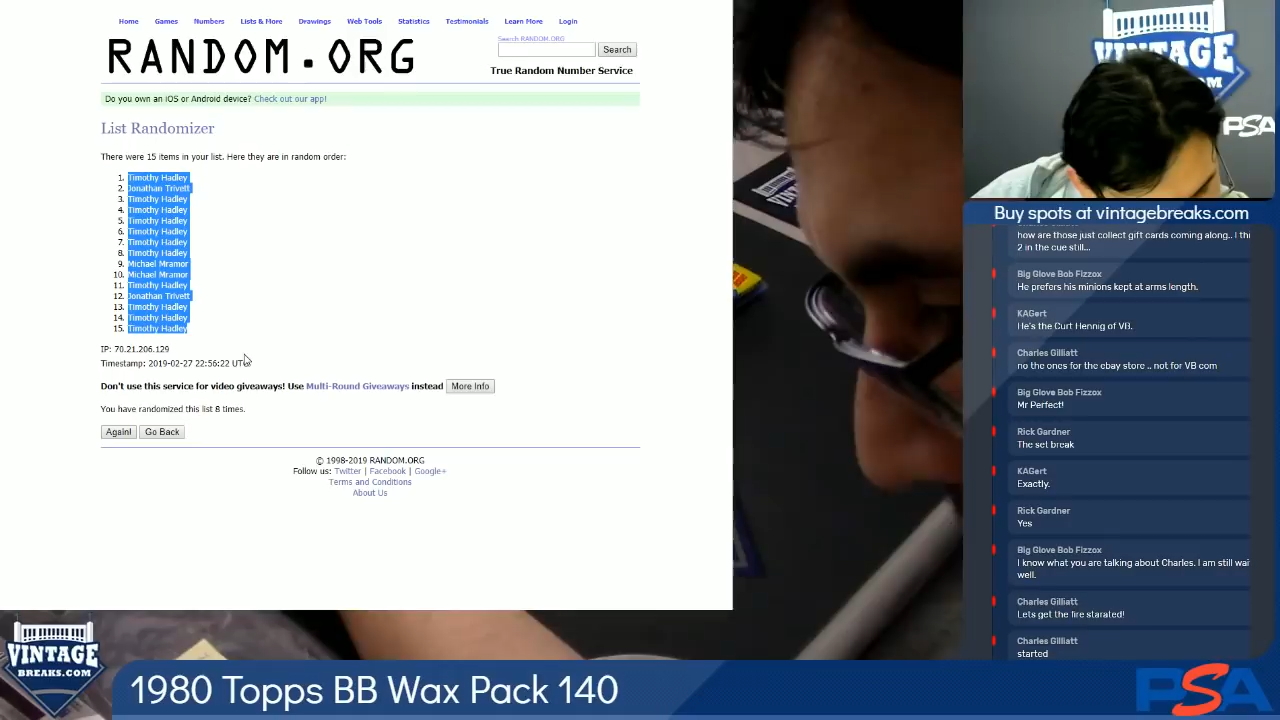 Home Games Numbers Lists & More Drawings Web Tools Statistics Testimonials Learn More Login
RANDOM.ORG
Search RANDOM.ORG
Search
True Random Number Service
Do you own an iOS or Android device? Check out our app!
List Randomizer
There were 15 items in your list. Here they are in random order:
1. Timothy Hadley
2. Jonathan Trivett
3. Timothy Hadley
4. Timothy Hadley
5. Timothy Hadley
6. Timothy Hadley
7. Timothy Hadley
8. Timothy Hadley
9. Michael Mramor
10. Michael Mramor
11. Timothy Hadley
12. Jonathan Trivett
13. Timothy Hadley
14. Timothy Hadley
15. Timothy Hadley
IP: 70.21.206.129
Timestamp: 2019-02-27 22:56:22 UTC
Don't use this service for video giveaways! Use Multi-Round Giveaways instead More Info
You have randomized this list 8 times.
Again! Go Back
© 1998-2019 RANDOM.ORG
Follow us: Twitter | Facebook | Google+
Terms and Conditions
About Us
VINTAGE
.COM
PSA
Buy spots at vintagebreaks.com
how are those just collect gift cards coming along.. I thi
2 in the cue still...
Big Glove Bob Fizzox
He prefers his minions kept at arms length.
KAGert
He's the Curt Hennig of VB.
Charles Gilliatt
no the ones for the ebay store .. not for VB com
Big Glove Bob Fizzox
Mr Perfect!
Rick Gardner
The set break
KAGert
Exactly.
Rick Gardner
Yes
Big Glove Bob Fizzox
I know what you are talking about Charles. I am still wai
well.
Charles Gilliatt
Lets get the fire starated!
Charles Gilliatt
started
VINTAGE
BREAKS.COM
1980 Topps BB Wax Pack 140
PSA